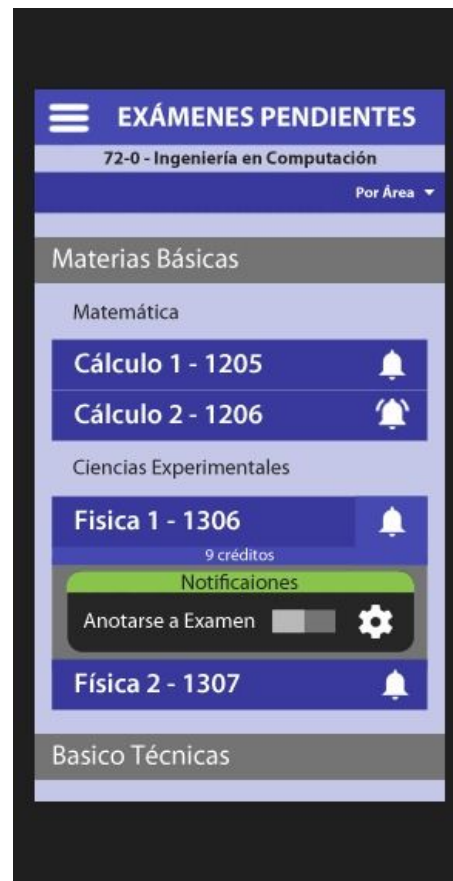 EXÁMENES PENDIENTES
72-0 - Ingeniería en Computación
Por Área
Materias Básicas
Matemática
Cálculo 1 - 1205
Cálculo 2 - 1206
Ciencias Experimentales
Fisica 1 - 1306
9 créditos
Notificaiones
Anotarse a Examen
Física 2 - 1307
Basico Técnicas